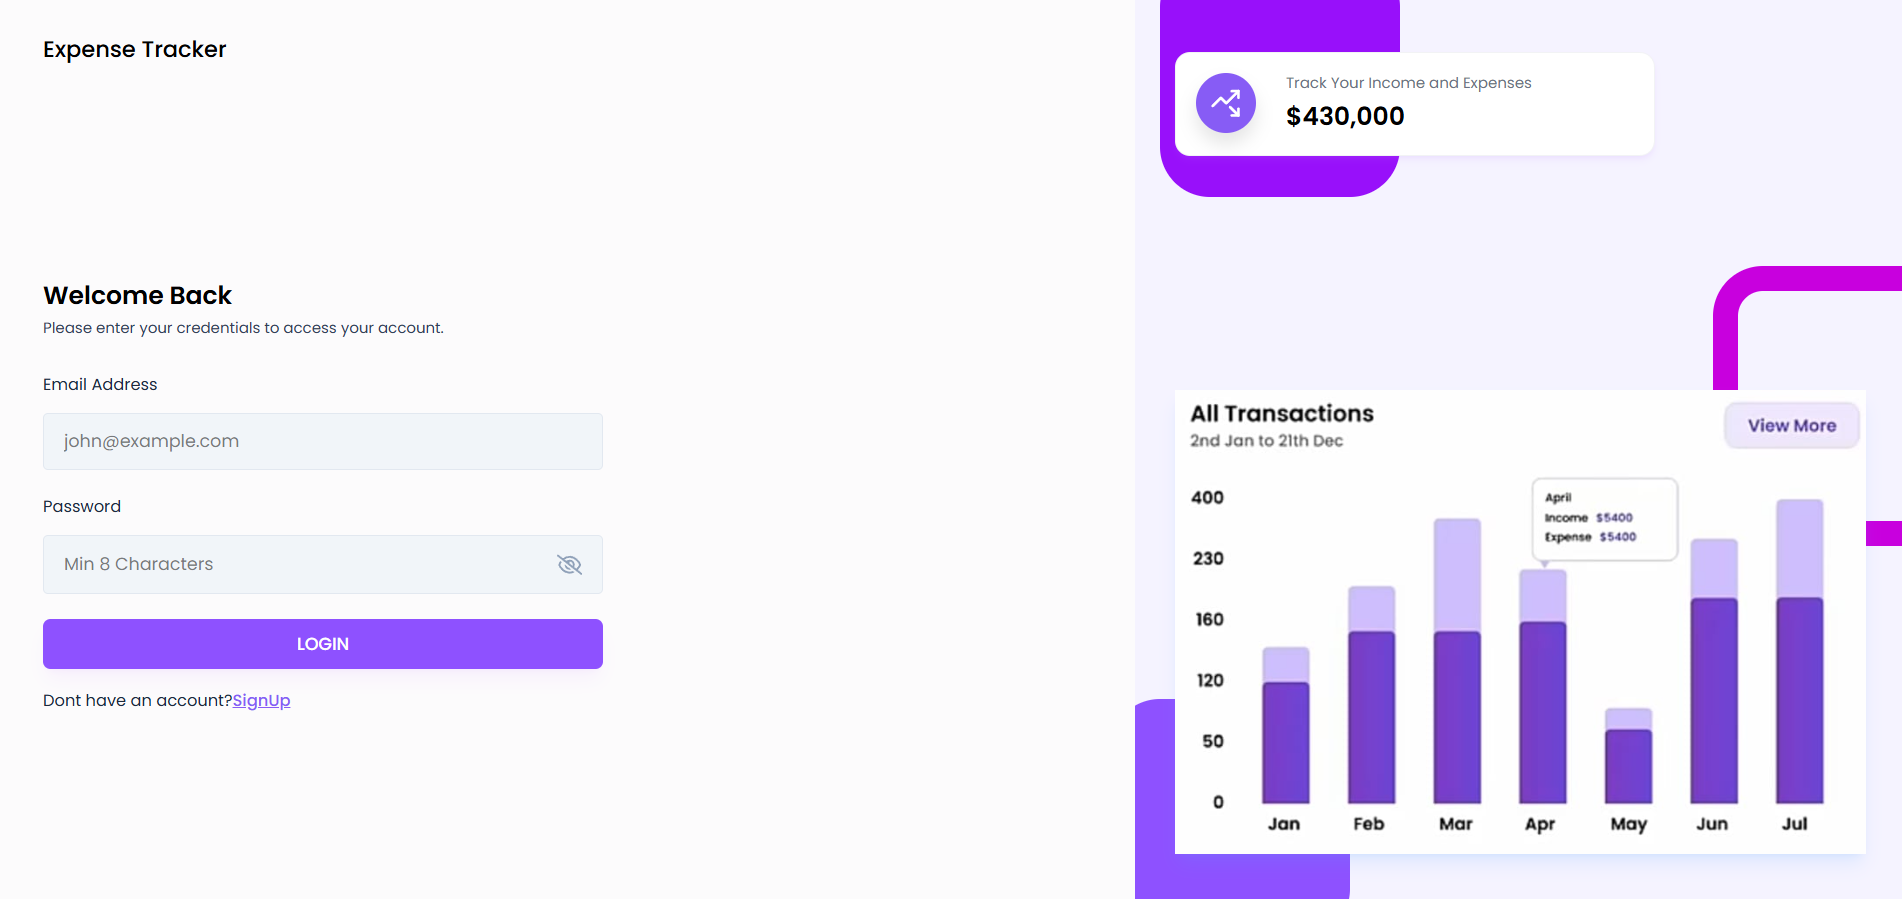 Expense Tracker
Welcome Back
Please enter your credentials to access your account.
Email Address
john@example.com
Password
Min 8 Characters
LOGIN
Dont have an account?SignUp
Track Your Income and Expenses
$430,000
All Transactions
2nd Jan to 21th Dec
View More
April
Income $5400
Expense $5400
400
230
160
120
50
0
Jan Feb Mar Apr May Jun Jul